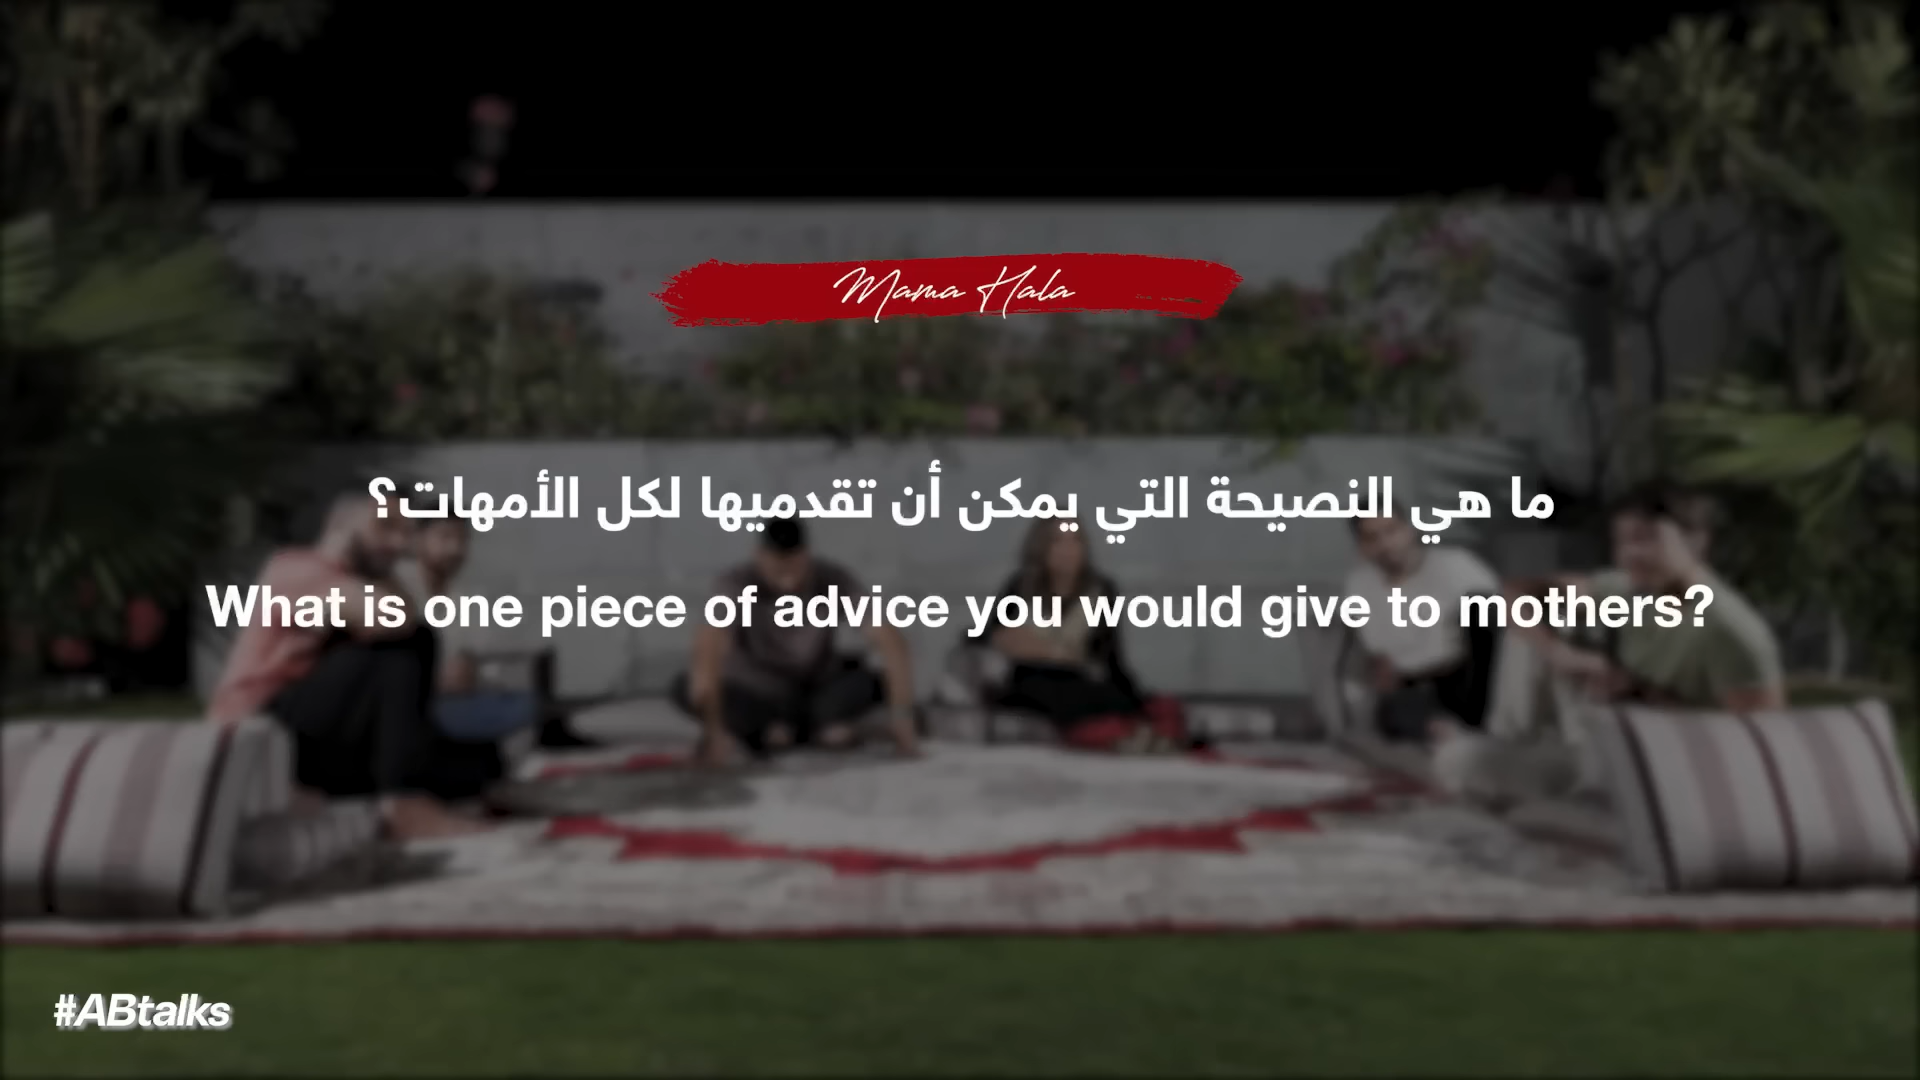 Mama Hala
ما هي النصيحة التي يمكن أن تقدميها لكل الأمهات؟
What is one piece of advice you would give to mothers?
#ABtalks